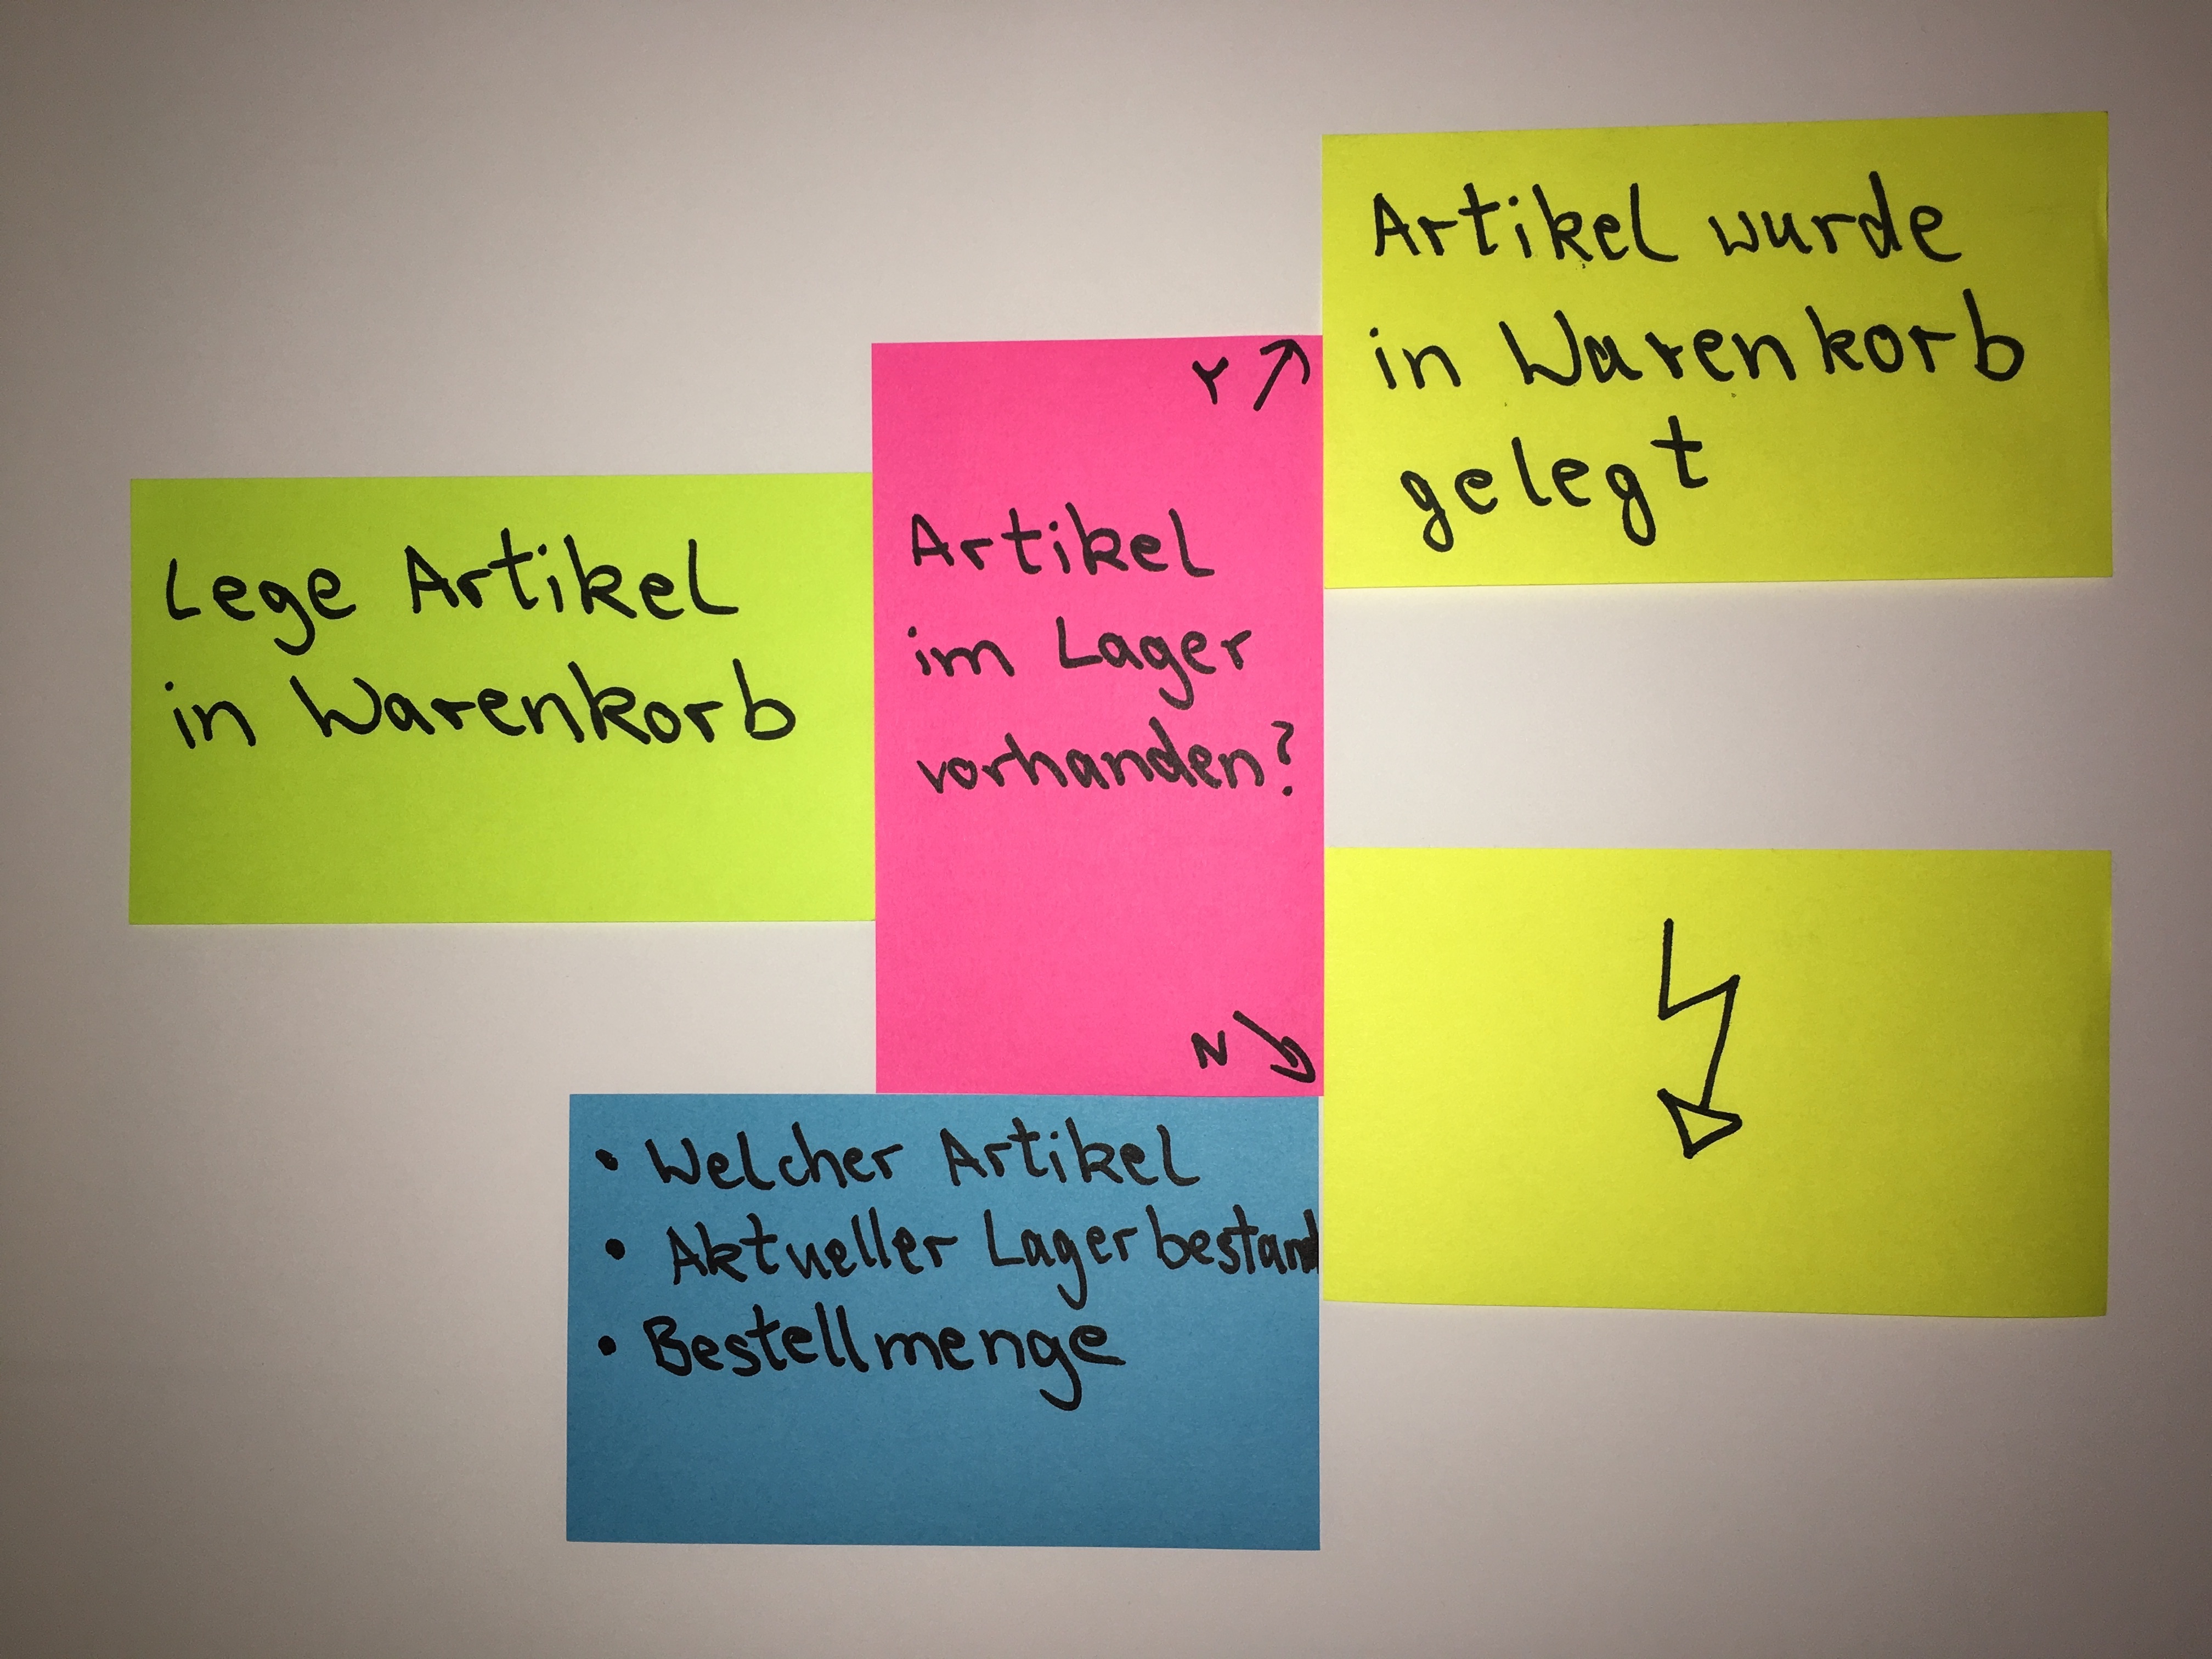 Lege Artikel
in Warenkorb
Y
Artikel
im Lager
vorhanden?
N
Artikel wurde
in Warenkorb
gelegt
• Welcher Artikel
• Aktueller Lagerbestand
• Bestellmenge